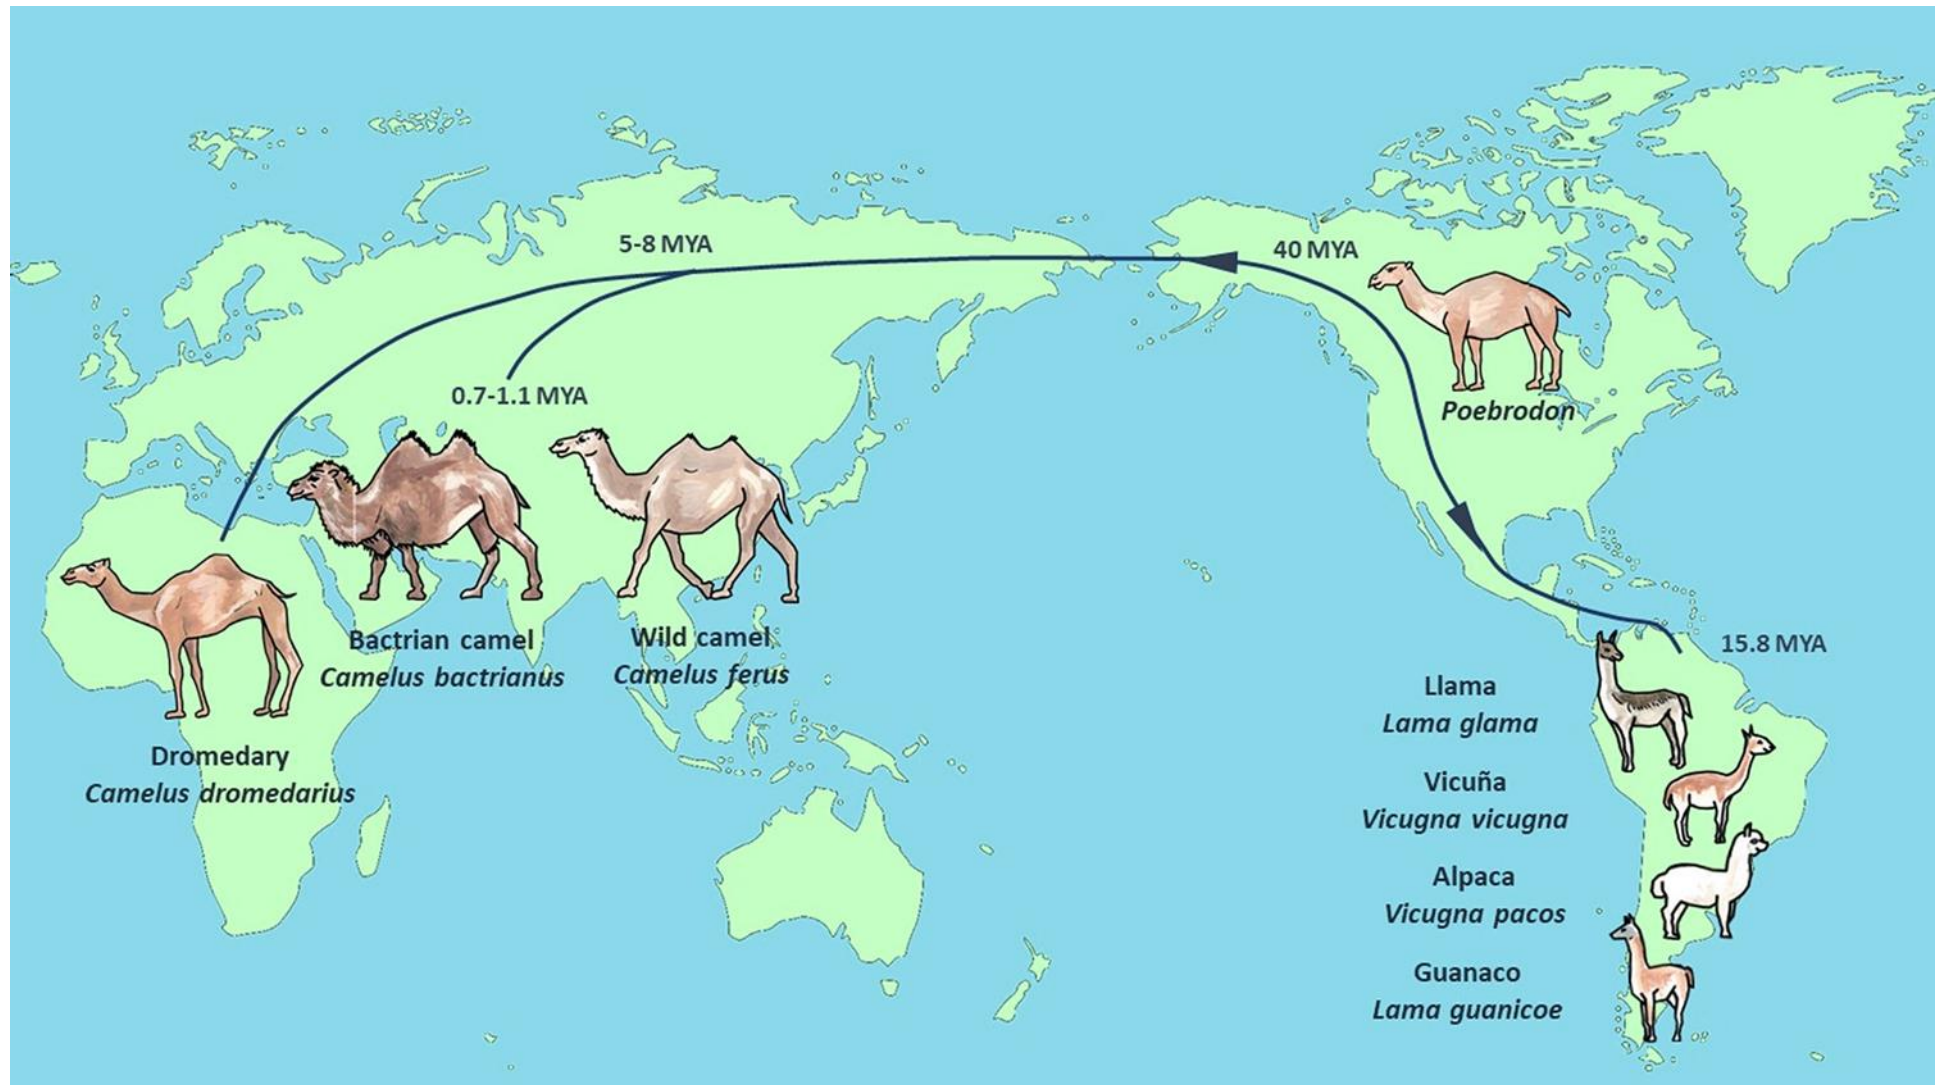 5-8 MYA
40 MYA
0.7-1.1 MYA
Poebrodon
Bactrian camel
Camelus bactrianus
Wild camel
Camelus ferus
Dromedary
Camelus dromedarius
15.8 MYA
Llama
Lama glama
Vicuña
Vicugna vicugna
Alpaca
Vicugna pacos
Guanaco
Lama guanicoe